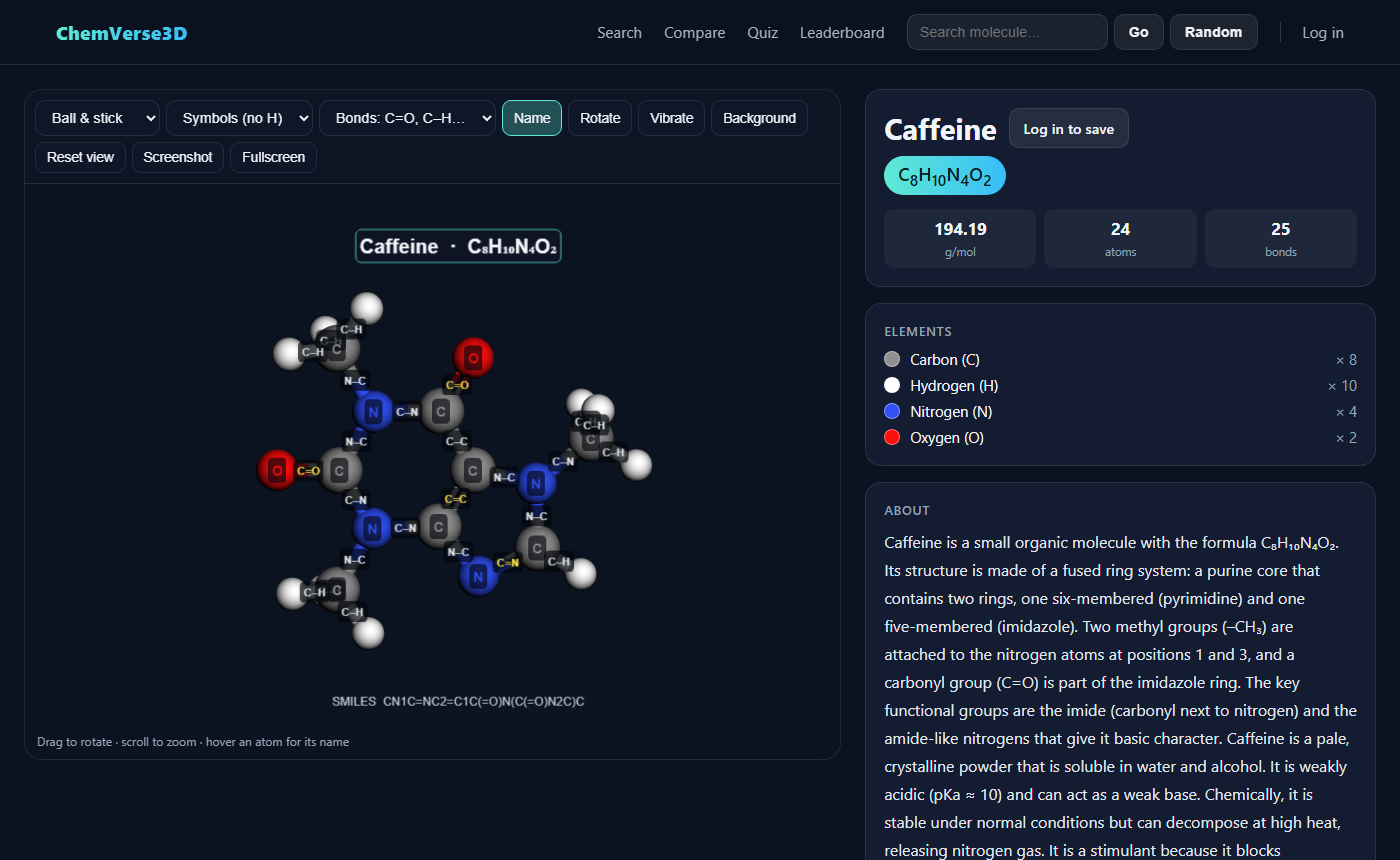 ChemVerse3D
Search Compare Quiz Leaderboard Search molecule... Go Random Log in
Ball & stick Symbols (no H) Bonds: C=O, C–H... Name Rotate Vibrate Background
Reset view Screenshot Fullscreen
Caffeine · C₈H₁₀N₄O₂
C–H
C–H
C–H C
O
N–C
C=O
N C–N C
C–H
N–C C–C
C
C–H
C–N
O C=O C
C
N–C
N
C–N
C=C
N–C
N C–N C
C
N–C
N–C
C=N
C–H
N
C–H C
C–H
SMILES CN1C=NC2=C1C(=O)N(C(=O)N2C)C
Drag to rotate · scroll to zoom · hover an atom for its name
Caffeine Log in to save
C₈H₁₀N₄O₂
194.19 24 25
g/mol atoms bonds
ELEMENTS
Carbon (C) × 8
Hydrogen (H) × 10
Nitrogen (N) × 4
Oxygen (O) × 2
ABOUT
Caffeine is a small organic molecule with the formula C₈H₁₀N₄O₂.
Its structure is made of a fused ring system: a purine core that
contains two rings, one six-membered (pyrimidine) and one
five-membered (imidazole). Two methyl groups (–CH₃) are
attached to the nitrogen atoms at positions 1 and 3, and a
carbonyl group (C=O) is part of the imidazole ring. The key
functional groups are the imide (carbonyl next to nitrogen) and the
amide-like nitrogens that give it basic character. Caffeine is a pale,
crystalline powder that is soluble in water and alcohol. It is weakly
acidic (pKa ≈ 10) and can act as a weak base. Chemically, it is
stable under normal conditions but can decompose at high heat,
releasing nitrogen gas. It is a stimulant because it blocks